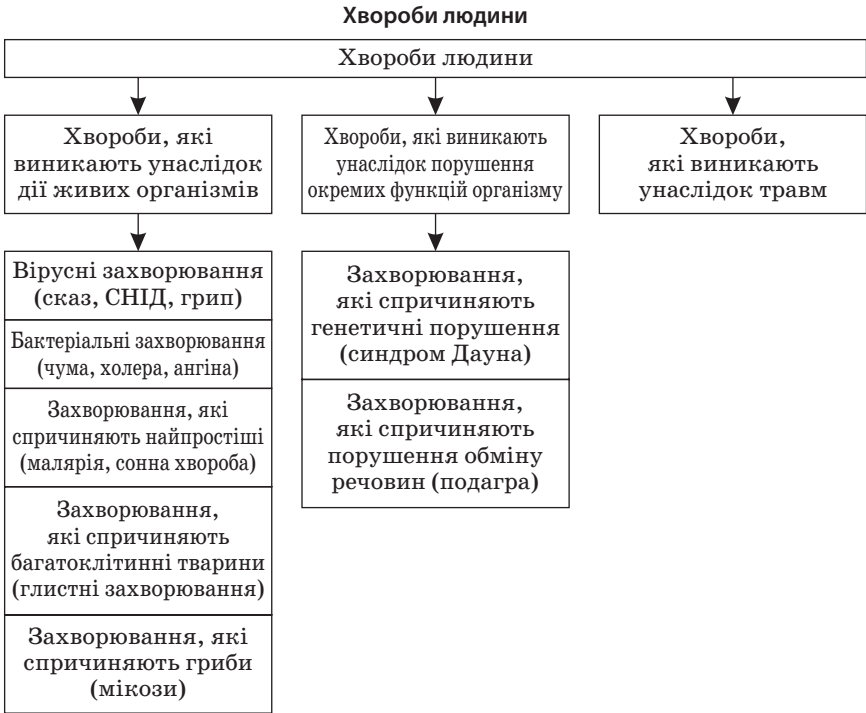 Хвороби людини
Хвороби людини
Хвороби, які
виникають унаслідок
дії живих організмів
Хвороби, які виникають
унаслідок порушення
окремих функцій організму
Хвороби,
які виникають
унаслідок травм
Вірусні захворювання
(сказ, СНІД, грип)
Бактеріальні захворювання
(чума, холера, ангіна)
Захворювання, які
спричиняють найпростіші
(малярія, сонна хвороба)
Захворювання,
які спричиняють
багатоклітинні тварини
(глистні захворювання)
Захворювання, які
спричиняють гриби
(мікози)
Захворювання,
які спричиняють
генетичні порушення
(синдром Дауна)
Захворювання,
які спричиняють
порушення обміну
речовин (подагра)